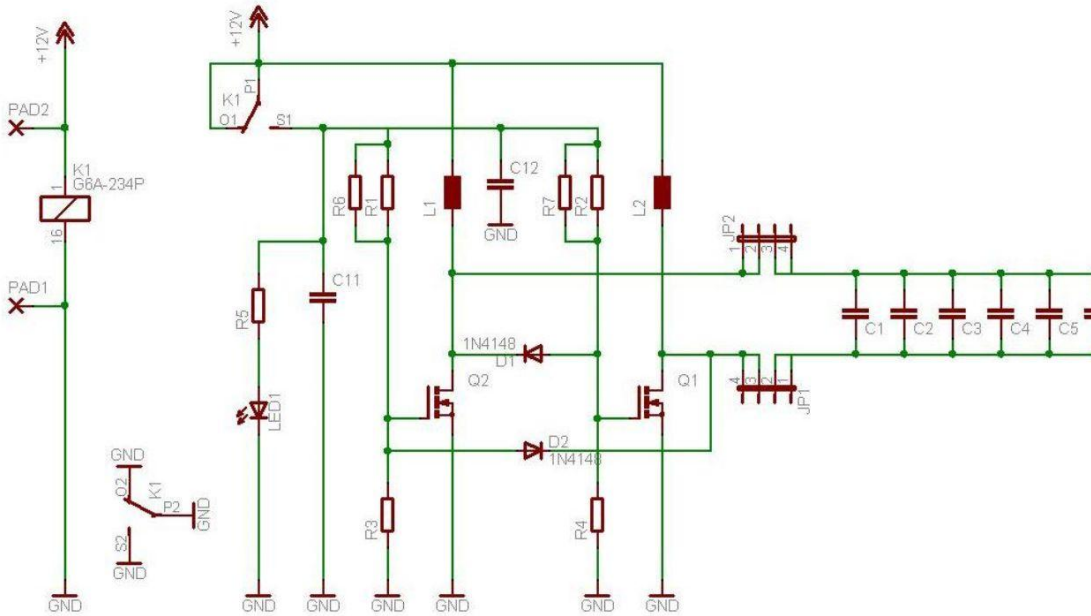 +12V
PAD2
K1
1
G6A-234P
16
PAD1
GND
+12V
K1
P1
O1
S1
R6
R1
L1
C12
GND
R7
R2
L2
JP2
1
2
3
4
C11
R5
LED1
1N4148
D1
Q2
Q1
D2
1N4148
4
3
2
1
JP1
C1
C2
C3
C4
C5
GND
O2
K1
P2
GND
S2
GND
R3
R4
GND
GND
GND
GND
GND
GND